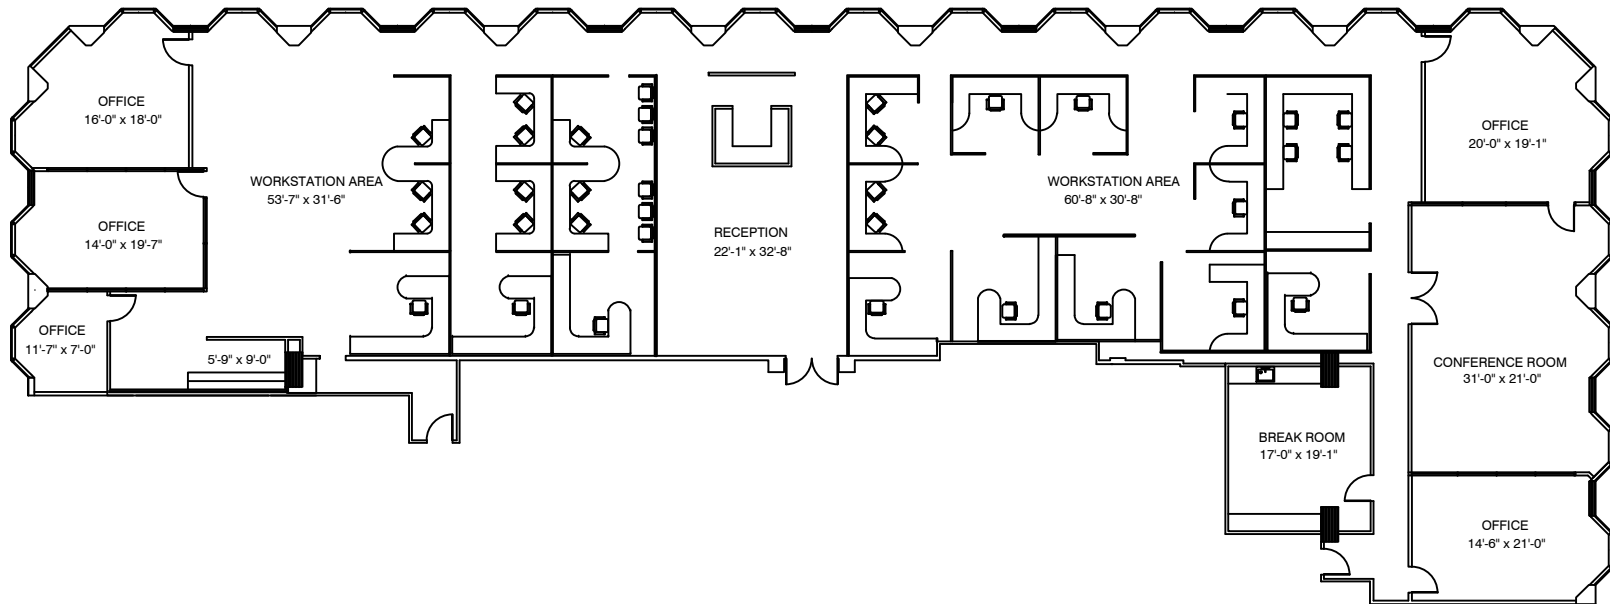 OFFICE
16'-0" x 18'-0"
OFFICE
20'-0" x 19'-1"
WORKSTATION AREA
53'-7" x 31'-6"
WORKSTATION AREA
60'-8" x 30'-8"
OFFICE
14'-0" x 19'-7"
RECEPTION
22'-1" x 32'-8"
OFFICE
11'-7" x 7'-0"
5'-9" x 9'-0"
CONFERENCE ROOM
31'-0" x 21'-0"
BREAK ROOM
17'-0" x 19'-1"
OFFICE
14'-6" x 21'-0"